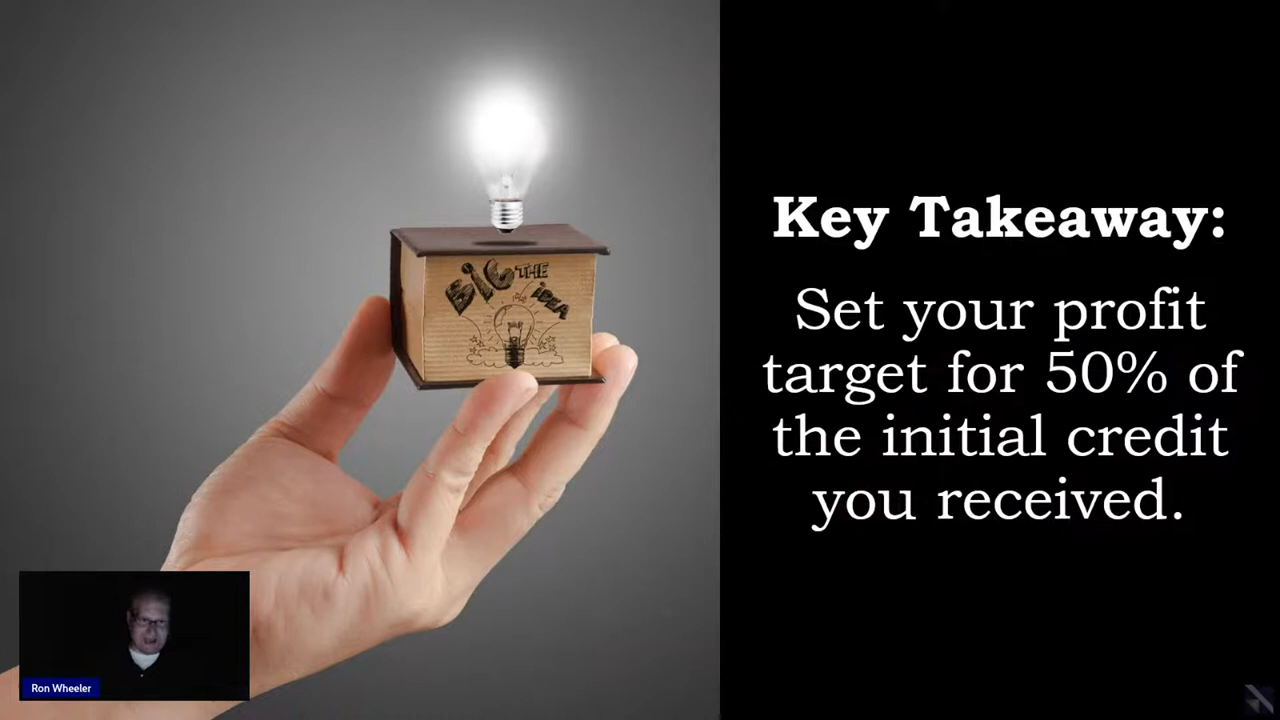 BIG THE
IDEA
Key Takeaway:
Set your profit
target for 50% of
the initial credit
you received.
Ron Wheeler